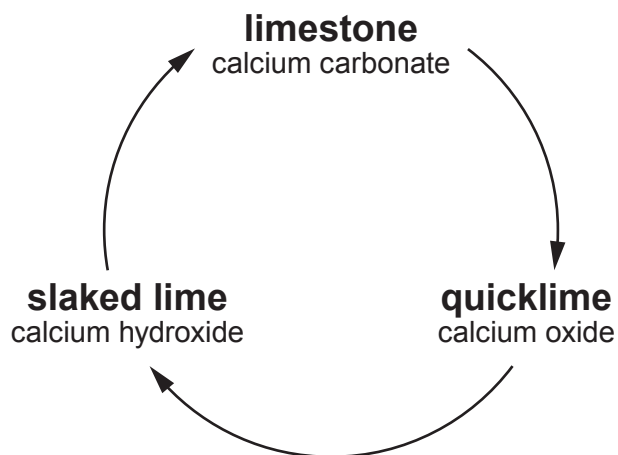 limestone
calcium carbonate
slaked lime
calcium hydroxide
quicklime
calcium oxide